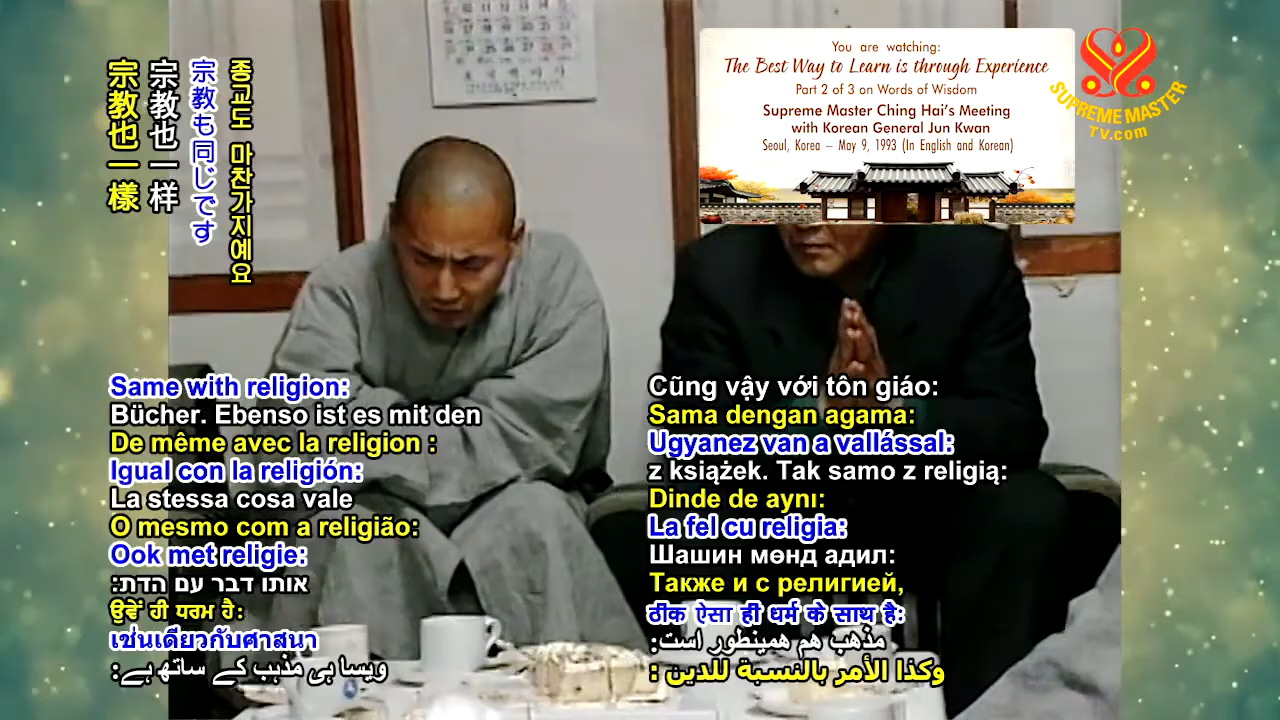 You are watching:
The Best Way to Learn is through Experience
Part 2 of 3 on Words of Wisdom
Supreme Master Ching Hai's Meeting
with Korean General Jun Kwan
Seoul, Korea – May 9, 1993 (In English and Korean)
SUPREME MASTER
TV.com
종교도 마찬가지예요
宗教も同じです
宗教也一样
宗教也一樣
Same with religion:
Bücher. Ebenso ist es mit den
De même avec la religion :
Igual con la religión:
La stessa cosa vale
O mesmo com a religião:
Ook met religie:
אותו דבר עם הדת:
ਉਵੇਂ ਹੀ ਧਰਮ ਹੈ:
เช่นเดียวกับศาสนา
ویسا ہی مذہب کے ساتھ ہے:
Cũng vậy với tôn giáo:
Sama dengan agama:
Ugyanez van a vallással:
z książek. Tak samo z religią:
Dinde de aynı:
La fel cu religia:
Шашин мөнд адил:
Также и с религией,
ठीक ऐसा ही धर्म के साथ है:
مذهب هم همینطور است:
وكذا الأمر بالنسبة للدين :